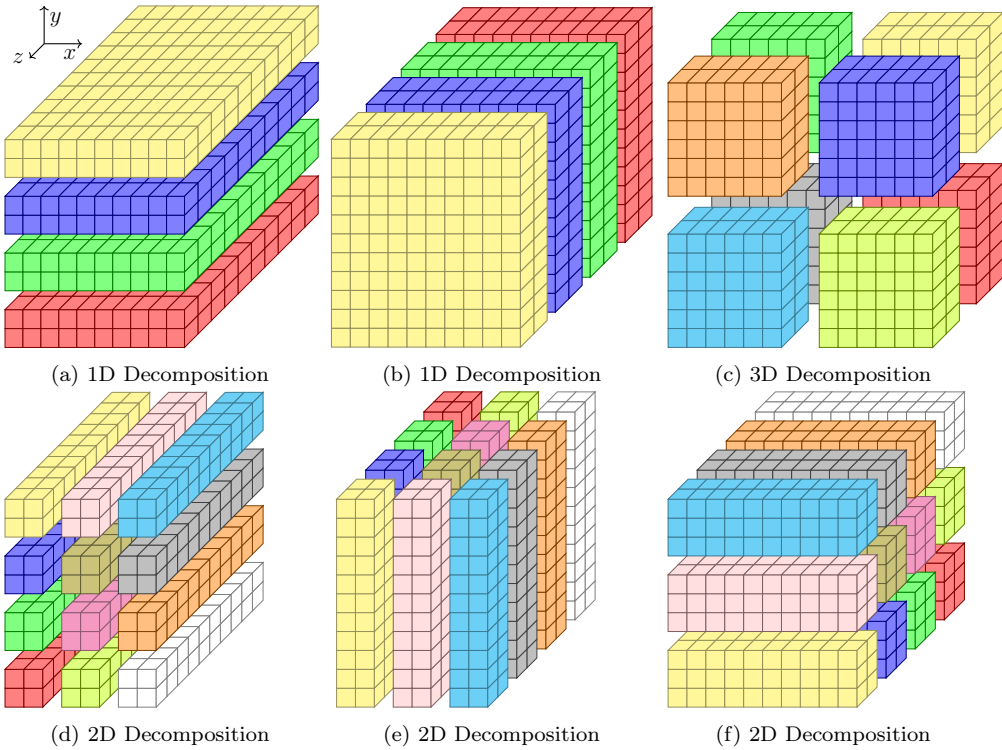 y
z x
(a) 1D Decomposition (b) 1D Decomposition (c) 3D Decomposition
(d) 2D Decomposition (e) 2D Decomposition (f) 2D Decomposition